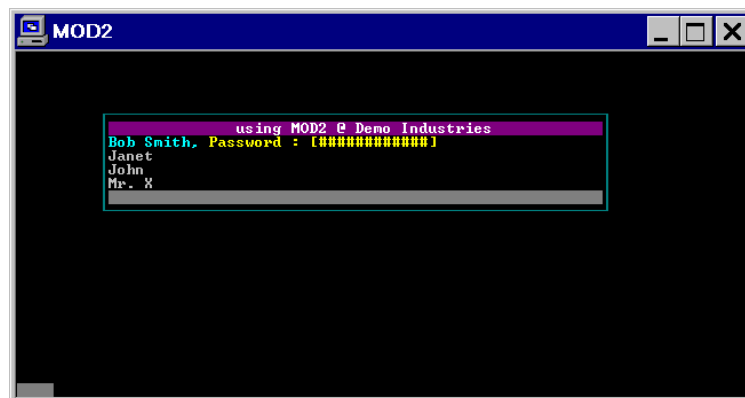 MOD2
using MOD2 @ Demo Industries
Bob Smith, Password : [############]
Janet
John
Mr. X